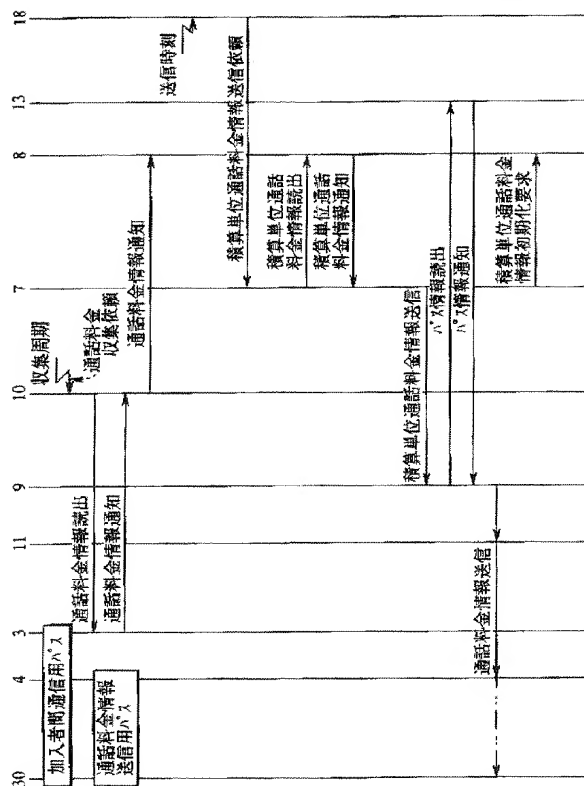 30
4
3
11
9
10
7
8
13
18
加入者間通信用パス
通話料金情報
送信用パス
通話料金情報読出
通話料金情報通知
収集周期
通話料金
収集依頼
通話料金情報通知
送信時刻
積算単位通話料金情報送信依頼
積算単位通話
料金情報読出
積算単位通話
料金情報通知
積算単位通話料金情報送信
パス情報読出
パス情報通知
通話料金情報送信
積算単位通話料金
情報初期化要求